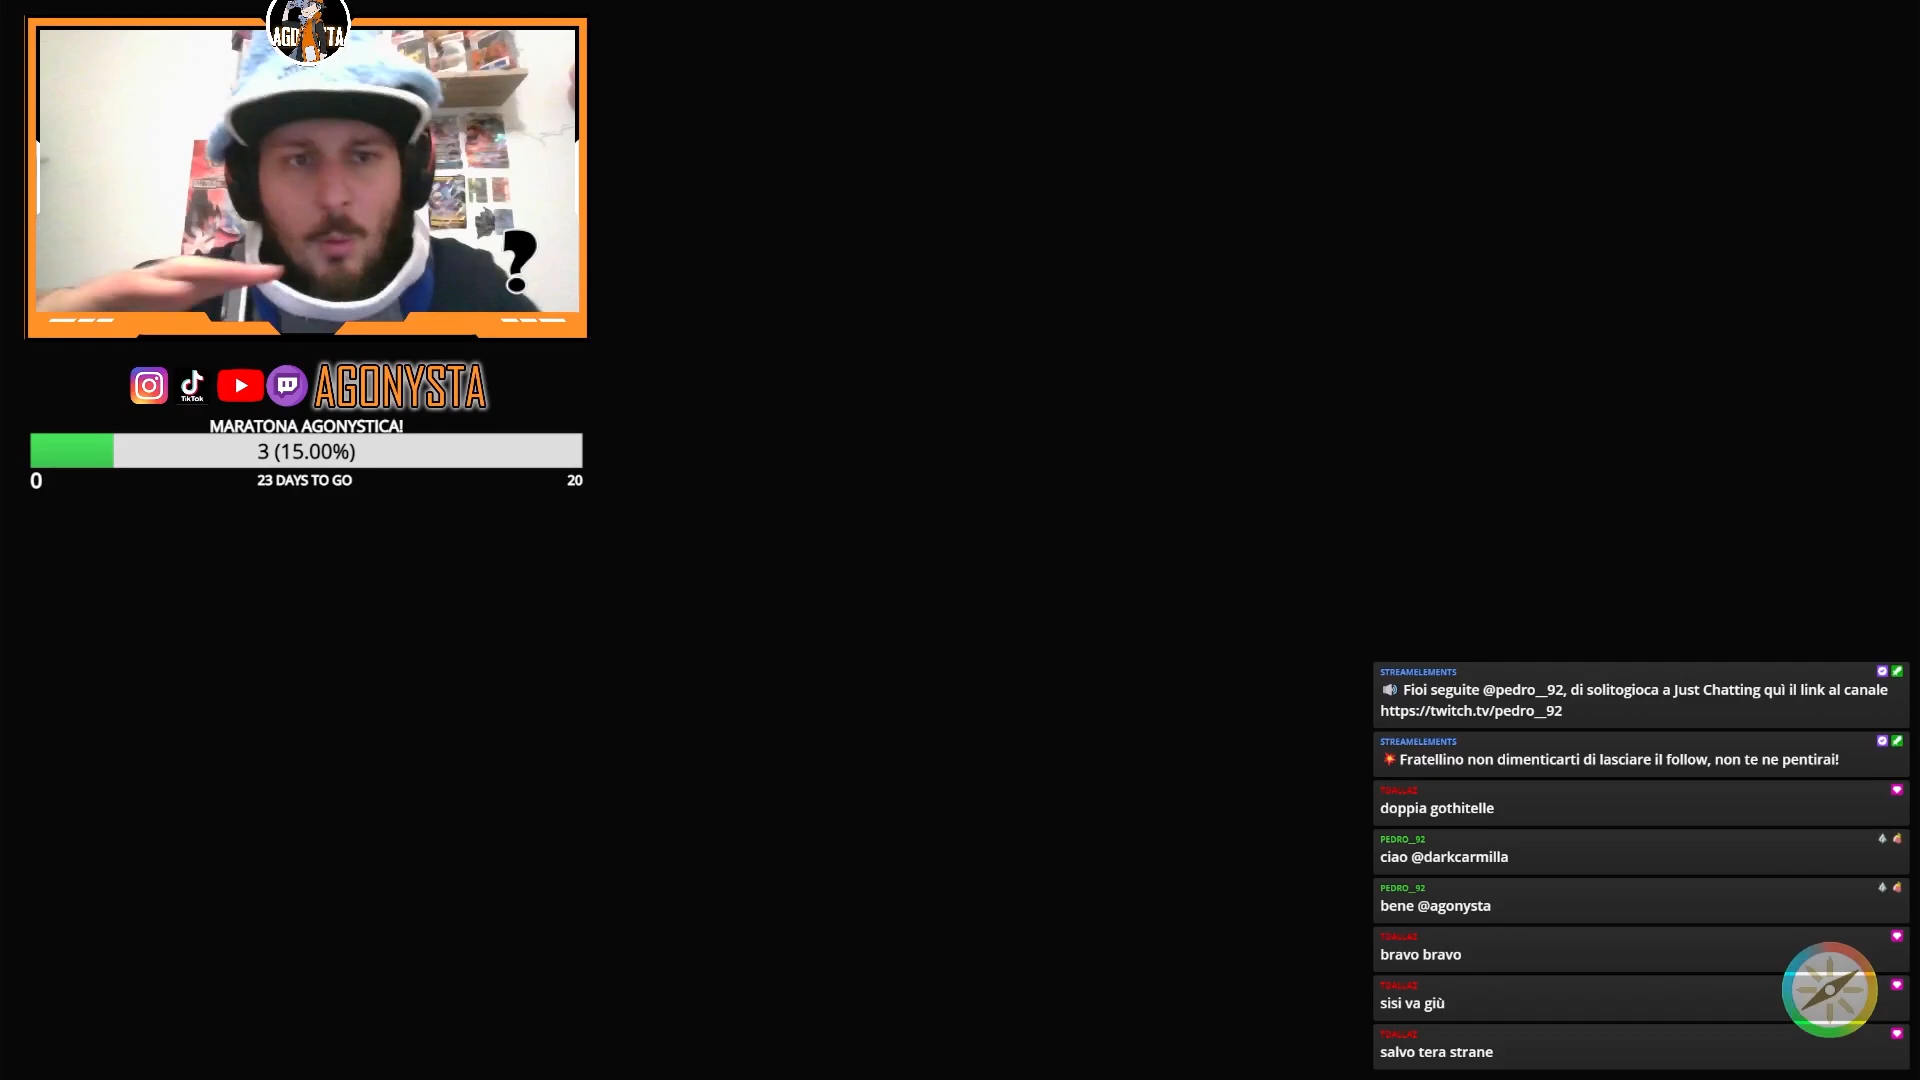 AGONYSTA
?
TikTok
AGONYSTA
MARATONA AGONYSTICA!
3 (15.00%)
0
23 DAYS TO GO
20
STREAMELEMENTS
Fioi seguite @pedro__92, di solitogioca a Just Chatting quì il link al canale
https://twitch.tv/pedro__92
STREAMELEMENTS
Fratellino non dimenticarti di lasciare il follow, non te ne pentirai!
doppia gothitelle
PEDRO__92
ciao @darkcarmilla
PEDRO__92
bene @agonysta
bravo bravo
sisi va giù
salvo tera strane